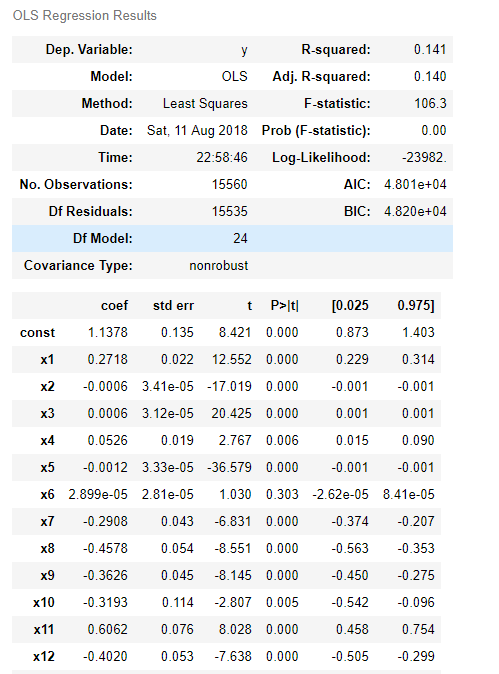 OLS Regression Results
Dep. Variable: y R-squared: 0.141
Model: OLS Adj. R-squared: 0.140
Method: Least Squares F-statistic: 106.3
Date: Sat, 11 Aug 2018 Prob (F-statistic): 0.00
Time: 22:58:46 Log-Likelihood: -23982.
No. Observations: 15560 AIC: 4.801e+04
Df Residuals: 15535 BIC: 4.820e+04
Df Model: 24
Covariance Type: nonrobust
coef std err t P>|t| [0.025 0.975]
const 1.1378 0.135 8.421 0.000 0.873 1.403
x1 0.2718 0.022 12.552 0.000 0.229 0.314
x2 -0.0006 3.41e-05 -17.019 0.000 -0.001 -0.001
x3 0.0006 3.12e-05 20.425 0.000 0.001 0.001
x4 0.0526 0.019 2.767 0.006 0.015 0.090
x5 -0.0012 3.33e-05 -36.579 0.000 -0.001 -0.001
x6 2.899e-05 2.81e-05 1.030 0.303 -2.62e-05 8.41e-05
x7 -0.2908 0.043 -6.831 0.000 -0.374 -0.207
x8 -0.4578 0.054 -8.551 0.000 -0.563 -0.353
x9 -0.3626 0.045 -8.145 0.000 -0.450 -0.275
x10 -0.3193 0.114 -2.807 0.005 -0.542 -0.096
x11 0.6062 0.076 8.028 0.000 0.458 0.754
x12 -0.4020 0.053 -7.638 0.000 -0.505 -0.299